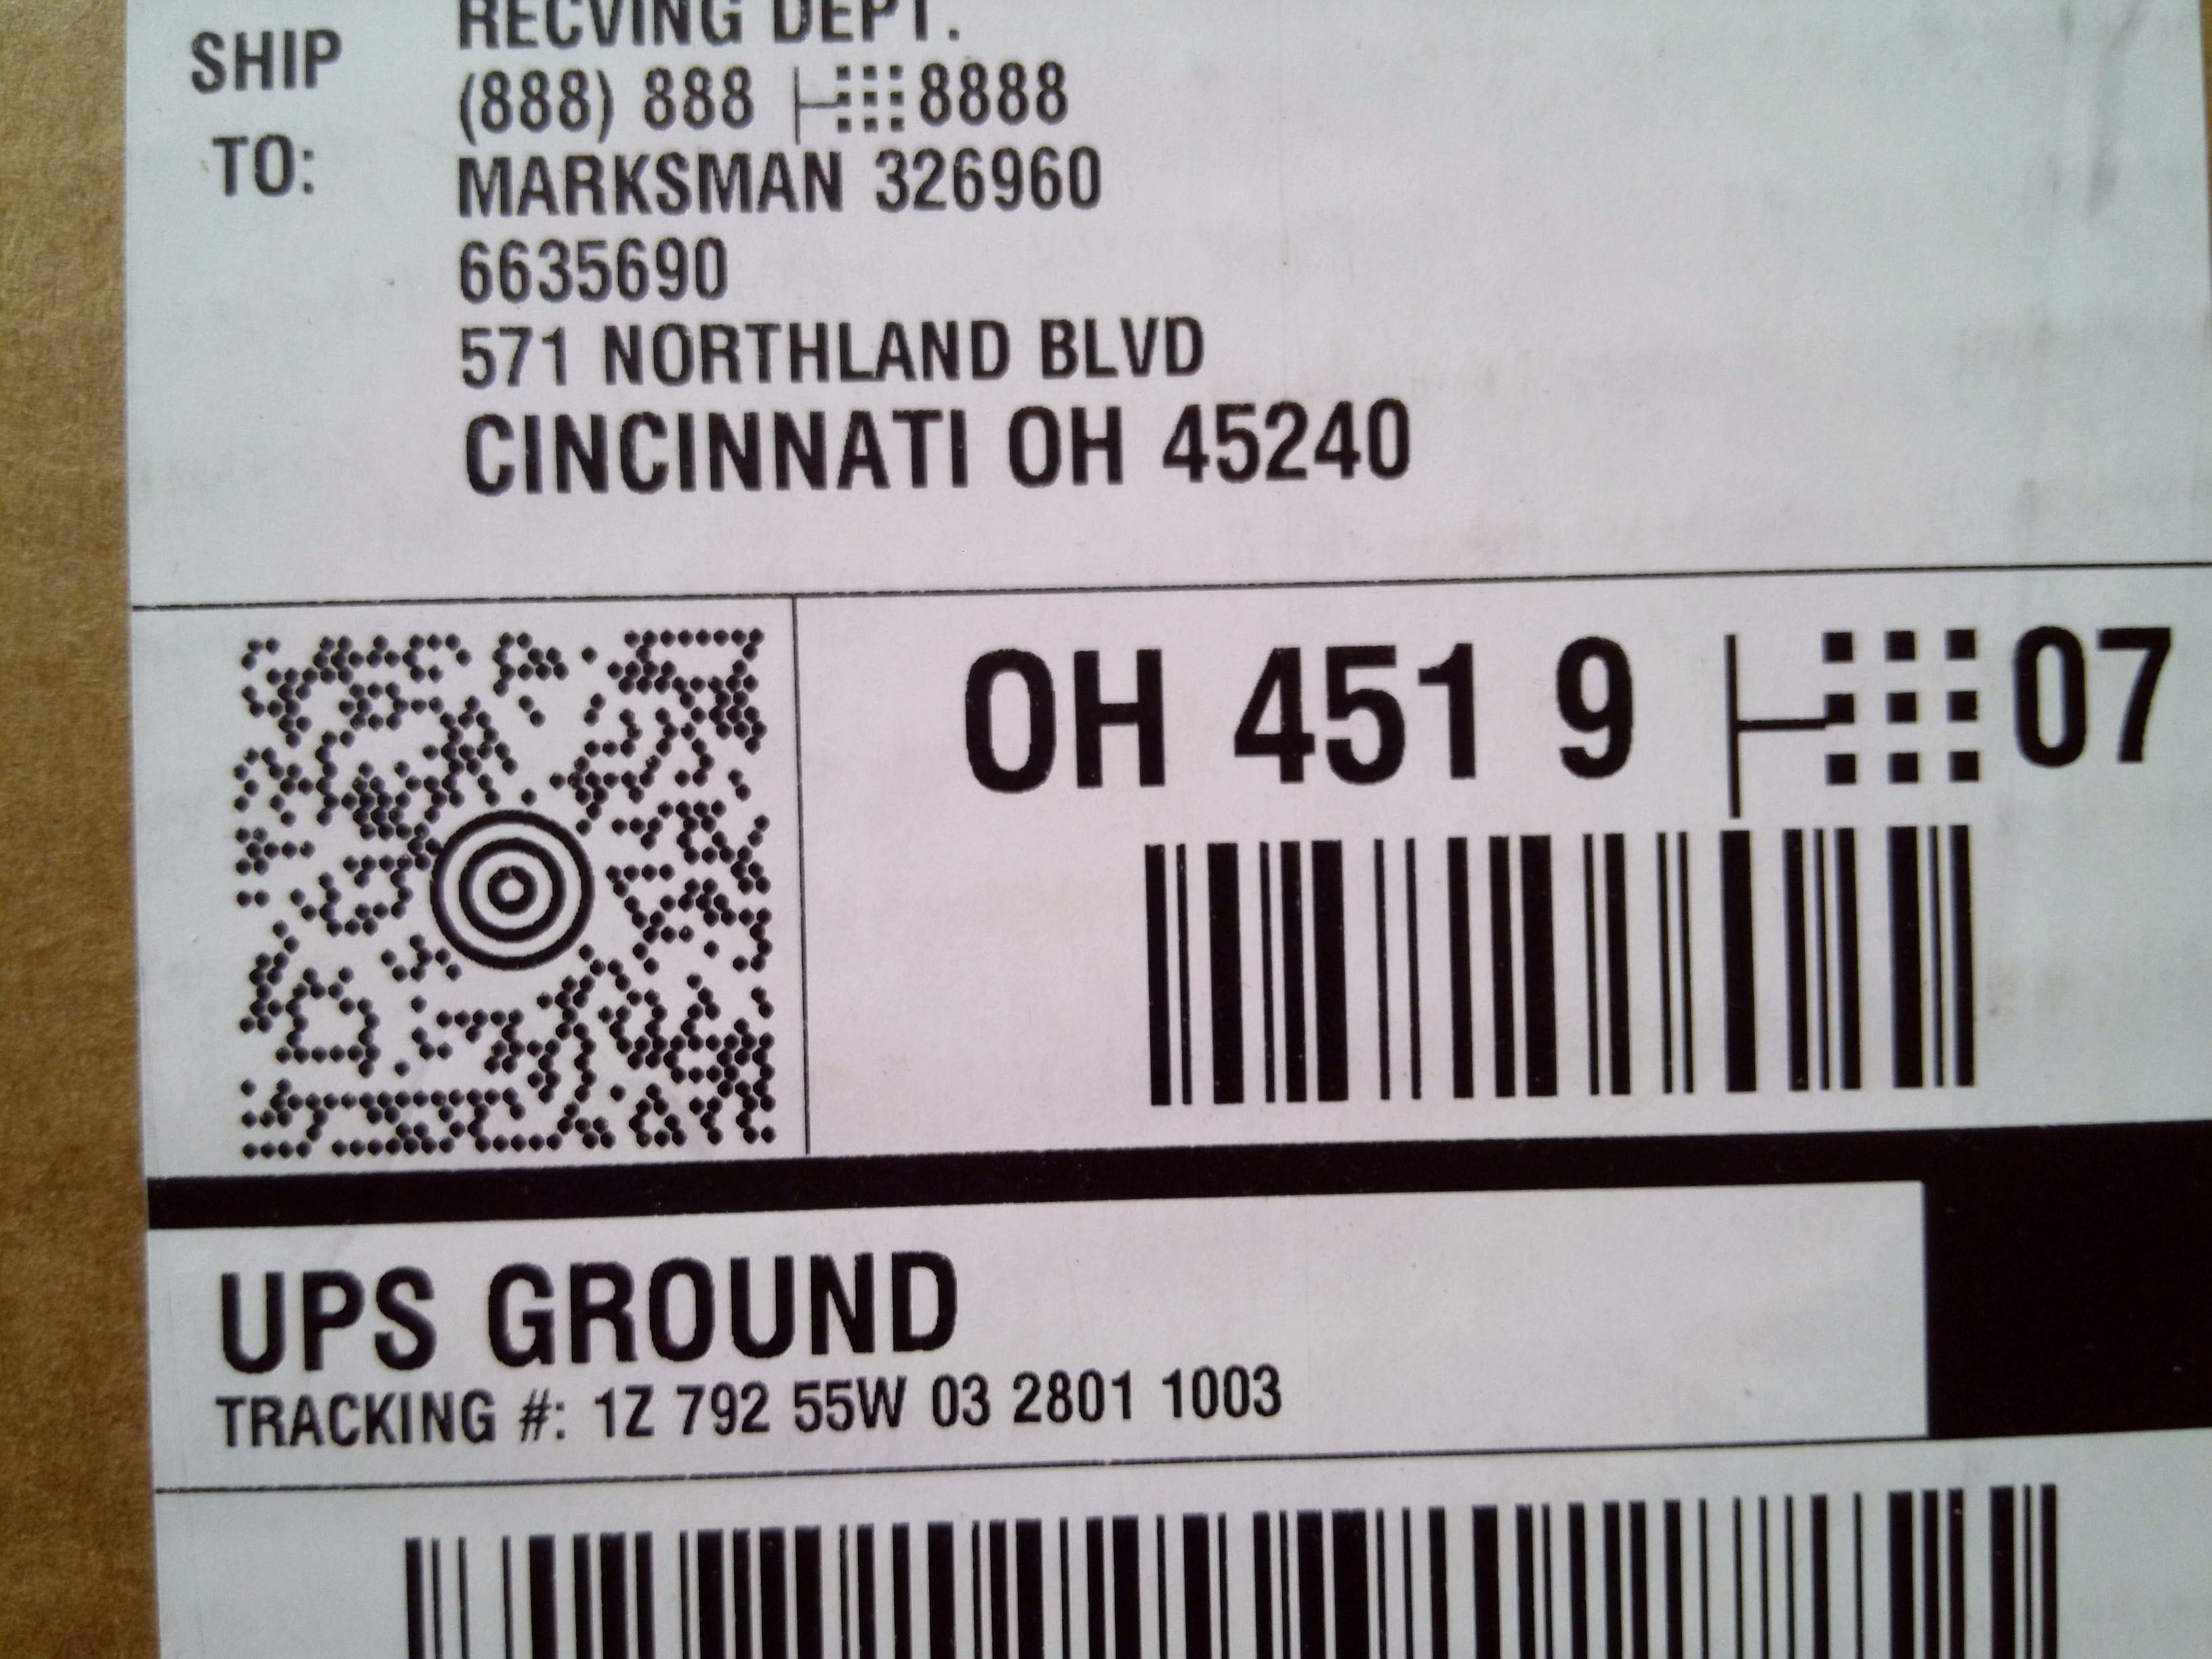 SHIP TO:
RECVING DEPT.
(888) 888 8888
MARKSMAN 326960
6635690
571 NORTHLAND BLVD
CINCINNATI OH 45240
OH 451 9 07
UPS GROUND
TRACKING #: 1Z 792 55W 03 2801 1003